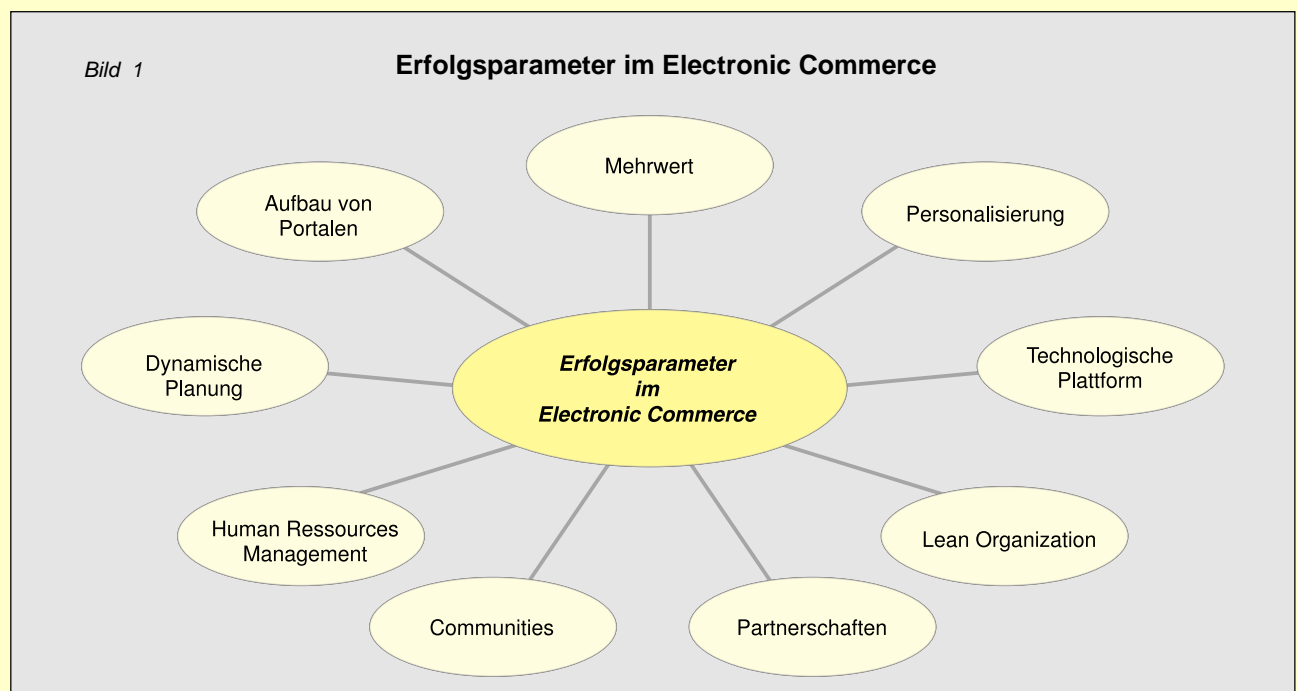 Bild 1
Erfolgsparameter im Electronic Commerce
Mehrwert
Aufbau von
Portalen
Personalisierung
Dynamische
Planung
Erfolgsparameter
im
Electronic Commerce
Technologische
Plattform
Human Ressources
Management
Lean Organization
Communities
Partnerschaften